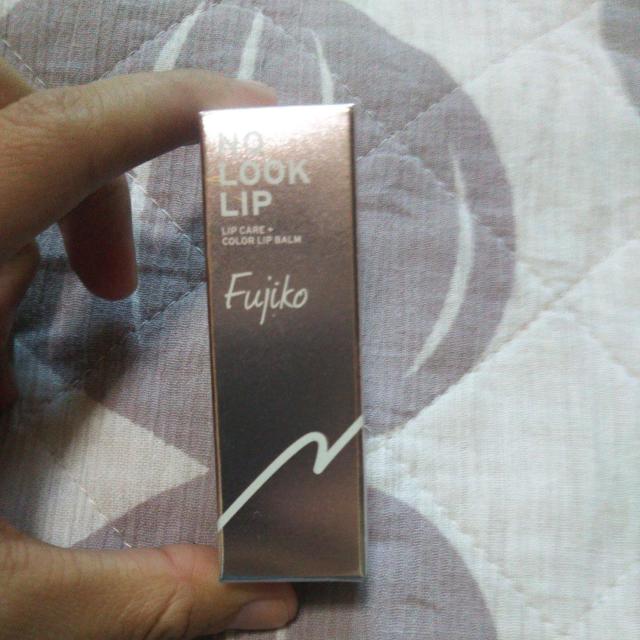 NO
LOOK
LIP
LIP CARE +
COLOR LIP BALM
Fujiko